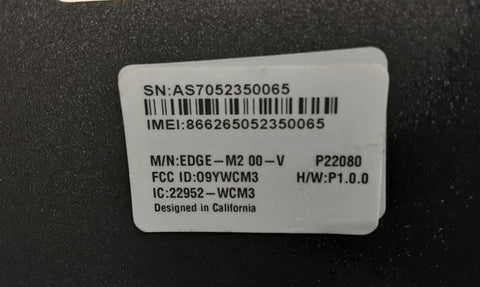 SN:AS7052350065
IMEI:866265052350065
M/N:EDGE-M2 00-V P22080
FCC ID:O9YWCM3 H/W:P1.0.0
IC:22952-WCM3
Designed in California